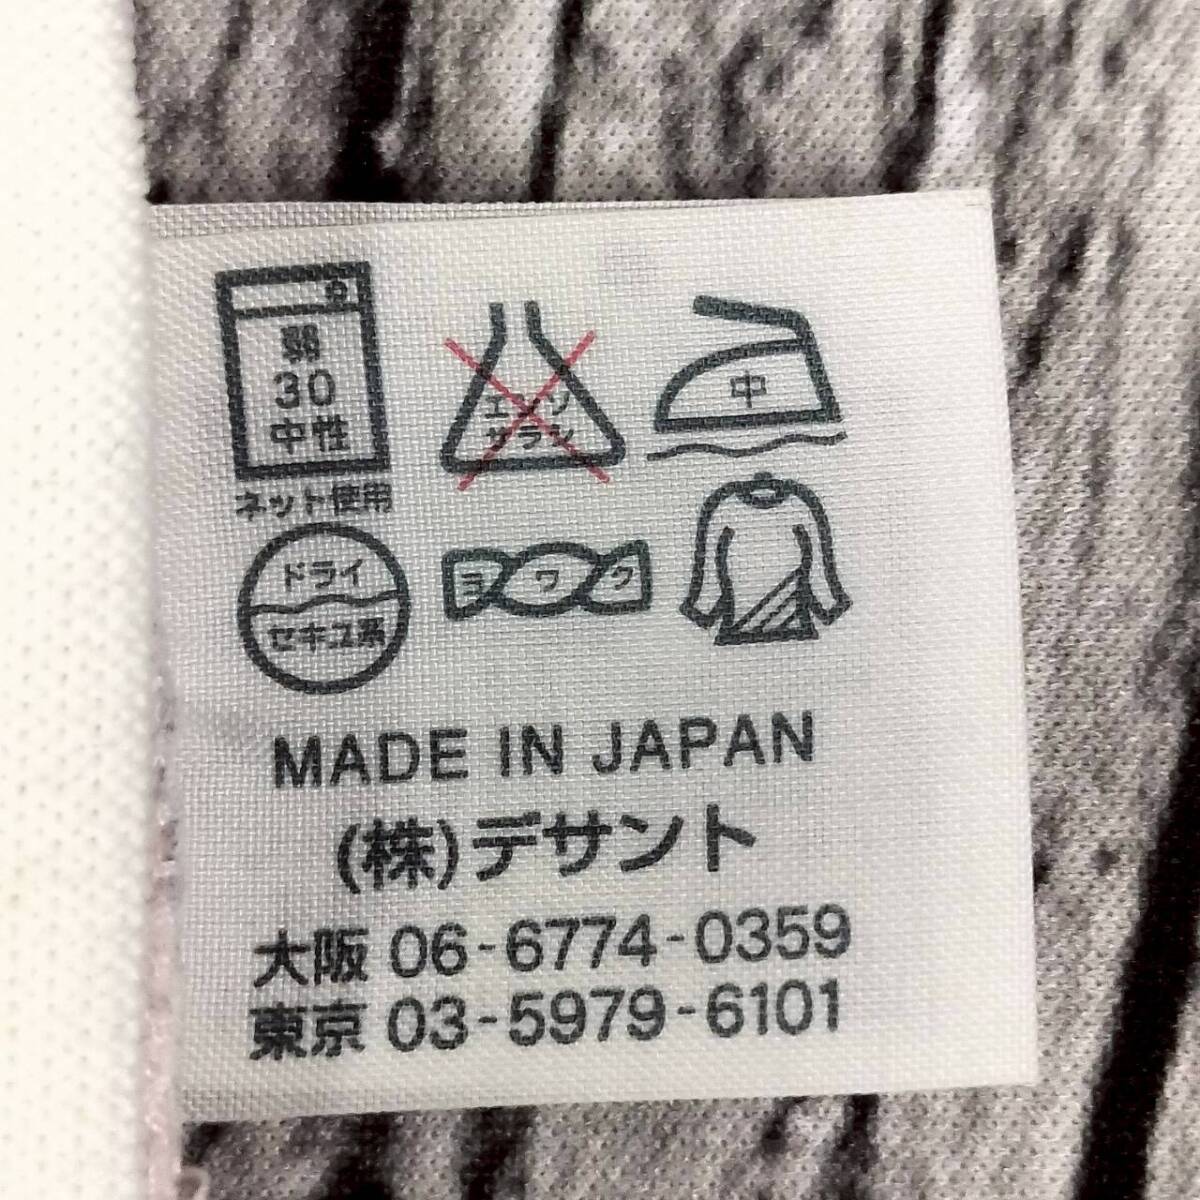 弱
30
中性
ネット使用
エンソ
サラシ
中
ドライ
セキユ系
ヨワク
MADE IN JAPAN
(株)デサント
大阪 06-6774-0359
東京 03-5979-6101